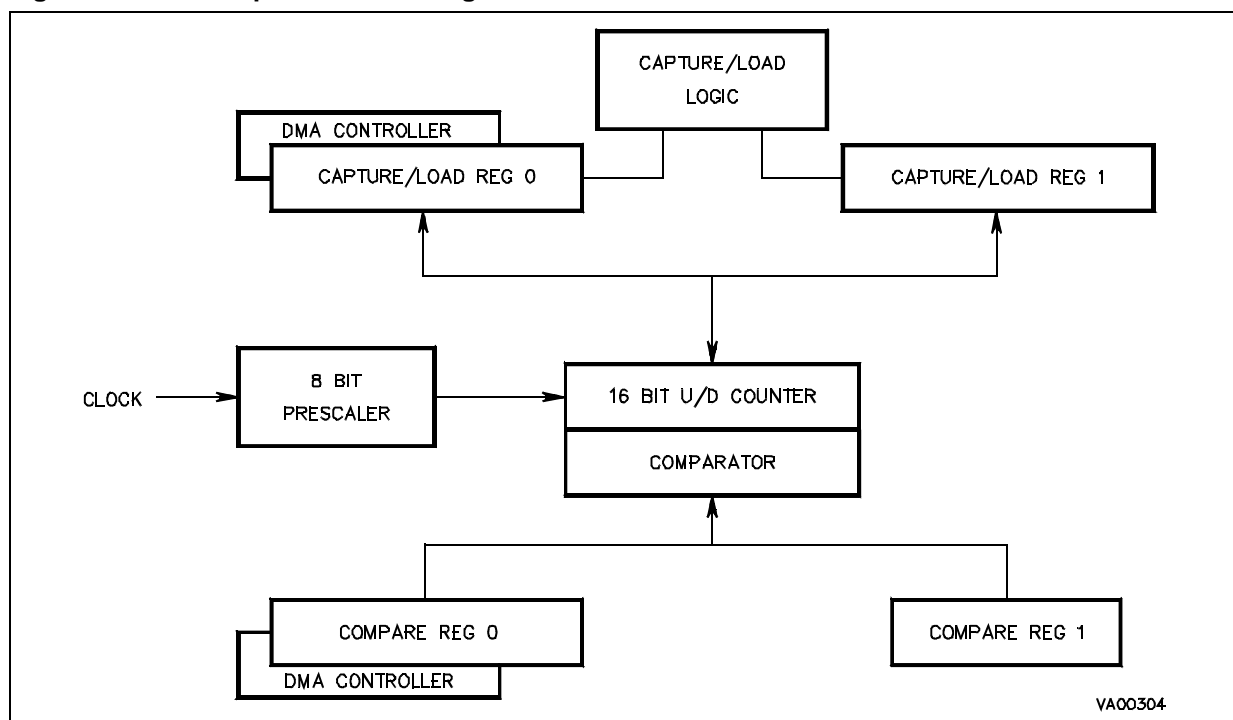 CAPTURE/LOAD
LOGIC
DMA CONTROLLER
CAPTURE/LOAD REG 0
CAPTURE/LOAD REG 1
8 BIT
PRESCALER
CLOCK
16 BIT U/D COUNTER
COMPARATOR
COMPARE REG 0
COMPARE REG 1
DMA CONTROLLER
VA00304